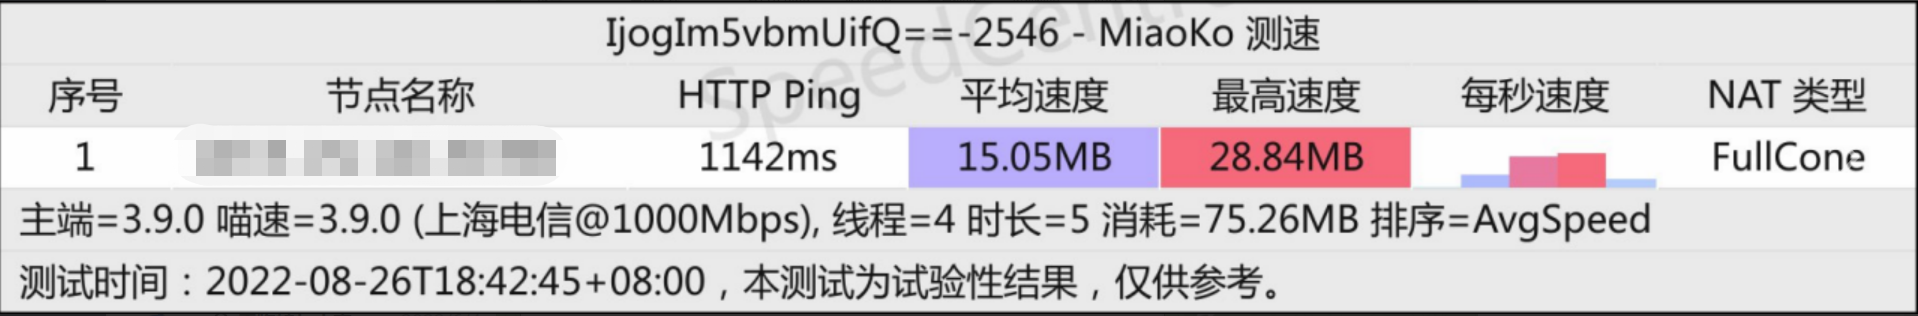 IjogIm5vbmUifQ==-2546 - MiaoKo 测速
序号 节点名称 HTTP Ping 平均速度 最高速度 每秒速度 NAT 类型
1 1142ms 15.05MB 28.84MB FullCone
主端=3.9.0 喵速=3.9.0 (上海电信@1000Mbps), 线程=4 时长=5 消耗=75.26MB 排序=AvgSpeed
测试时间：2022-08-26T18:42:45+08:00，本测试为试验性结果，仅供参考。